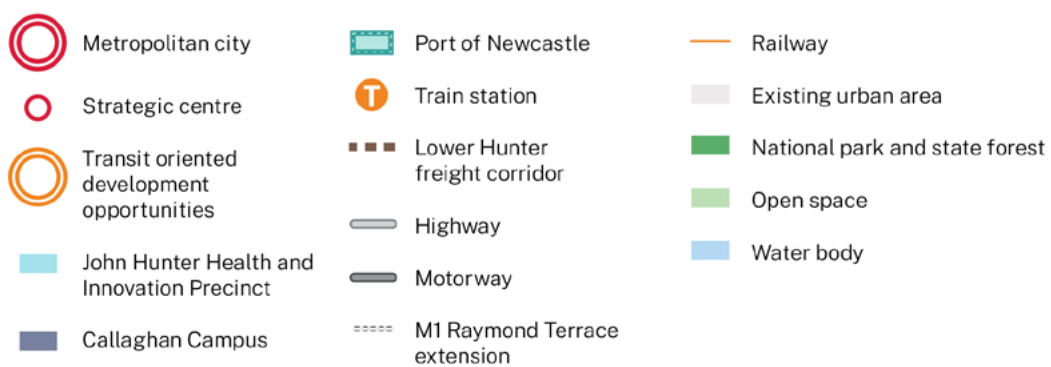 Metropolitan city
Strategic centre
Transit oriented
development
opportunities
John Hunter Health and
Innovation Precinct
Callaghan Campus
Port of Newcastle
T
Train station
Lower Hunter
freight corridor
Highway
Motorway
M1 Raymond Terrace
extension
Railway
Existing urban area
National park and state forest
Open space
Water body